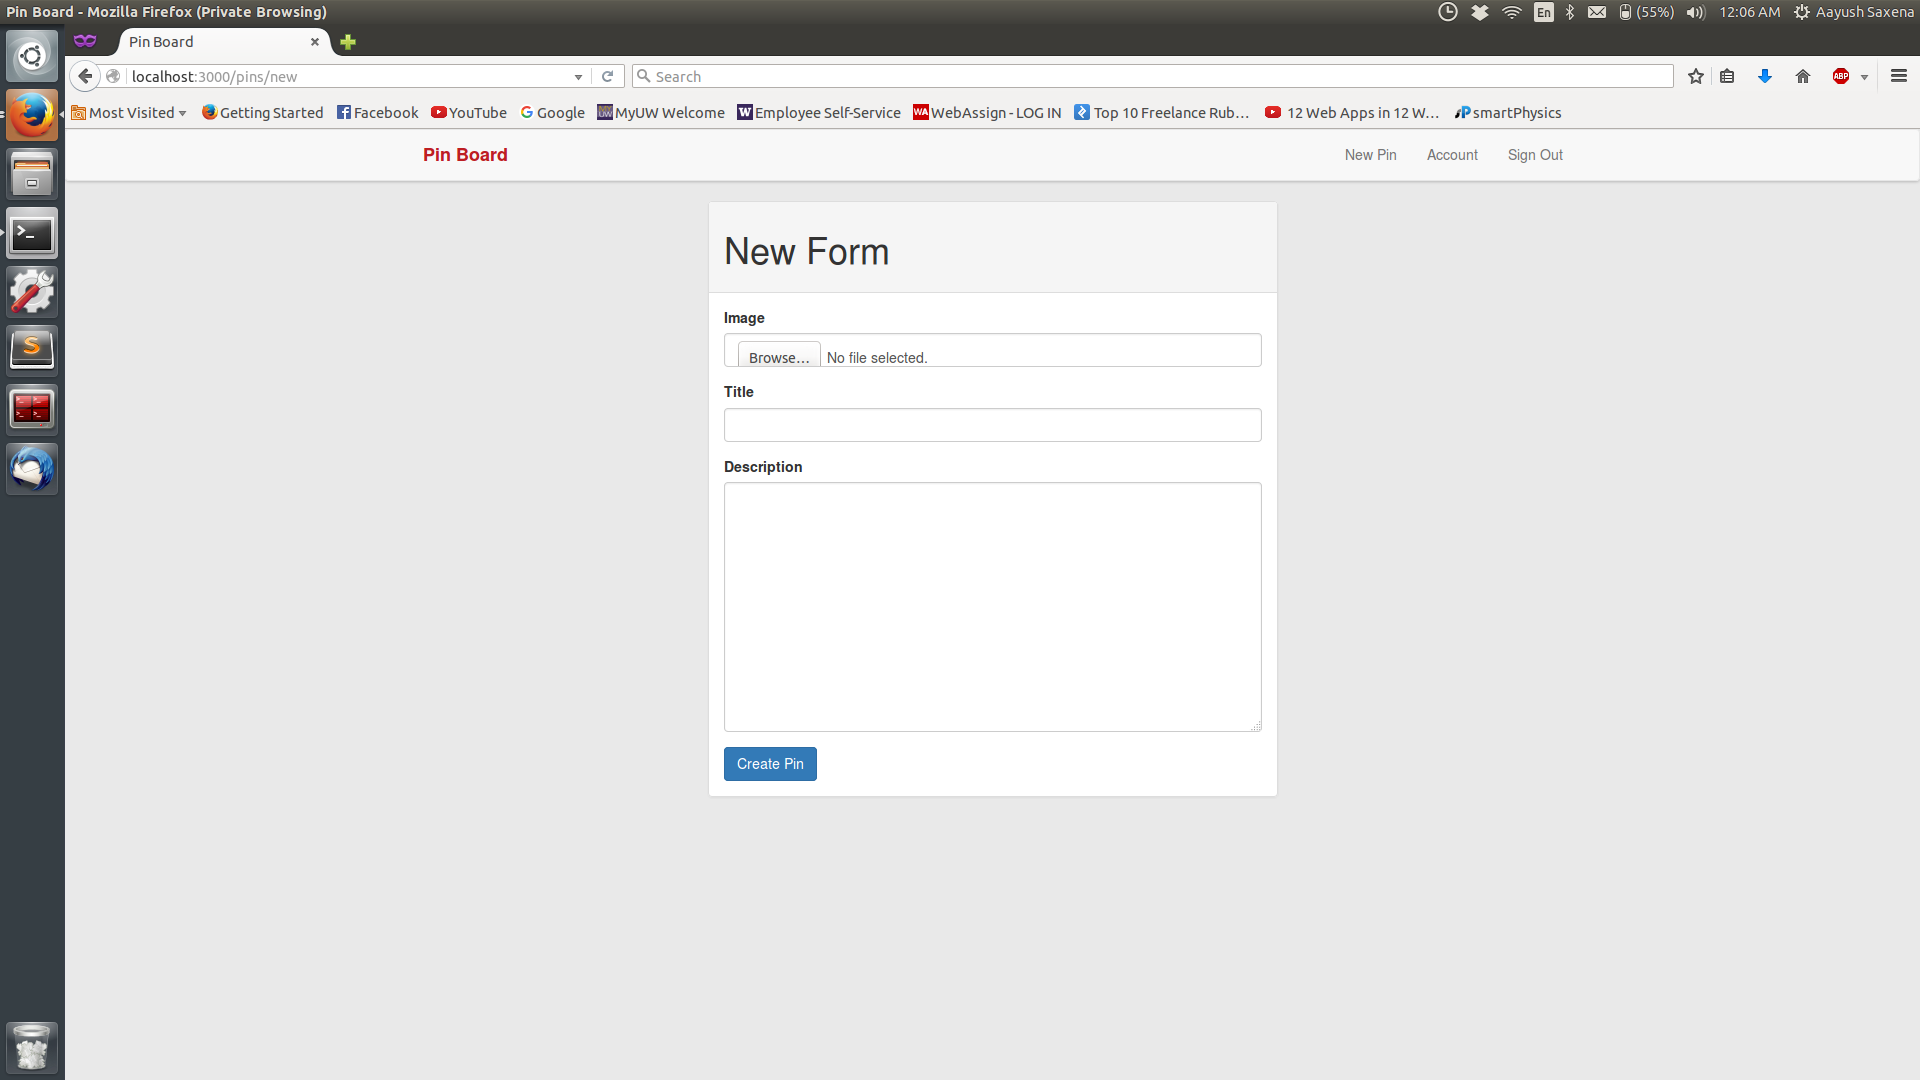 Pin Board - Mozilla Firefox (Private Browsing)
En
(55%)
12:06 AM
Aayush Saxena
Pin Board
localhost:3000/pins/new
Search
ABP
Most Visited
Getting Started
Facebook
YouTube
Google
MyUW Welcome
Employee Self-Service
WebAssign - LOG IN
Top 10 Freelance Rub...
12 Web Apps in 12 W...
smartPhysics
Pin Board
New Pin
Account
Sign Out
New Form
Image
Browse...
No file selected.
Title
Description
Create Pin